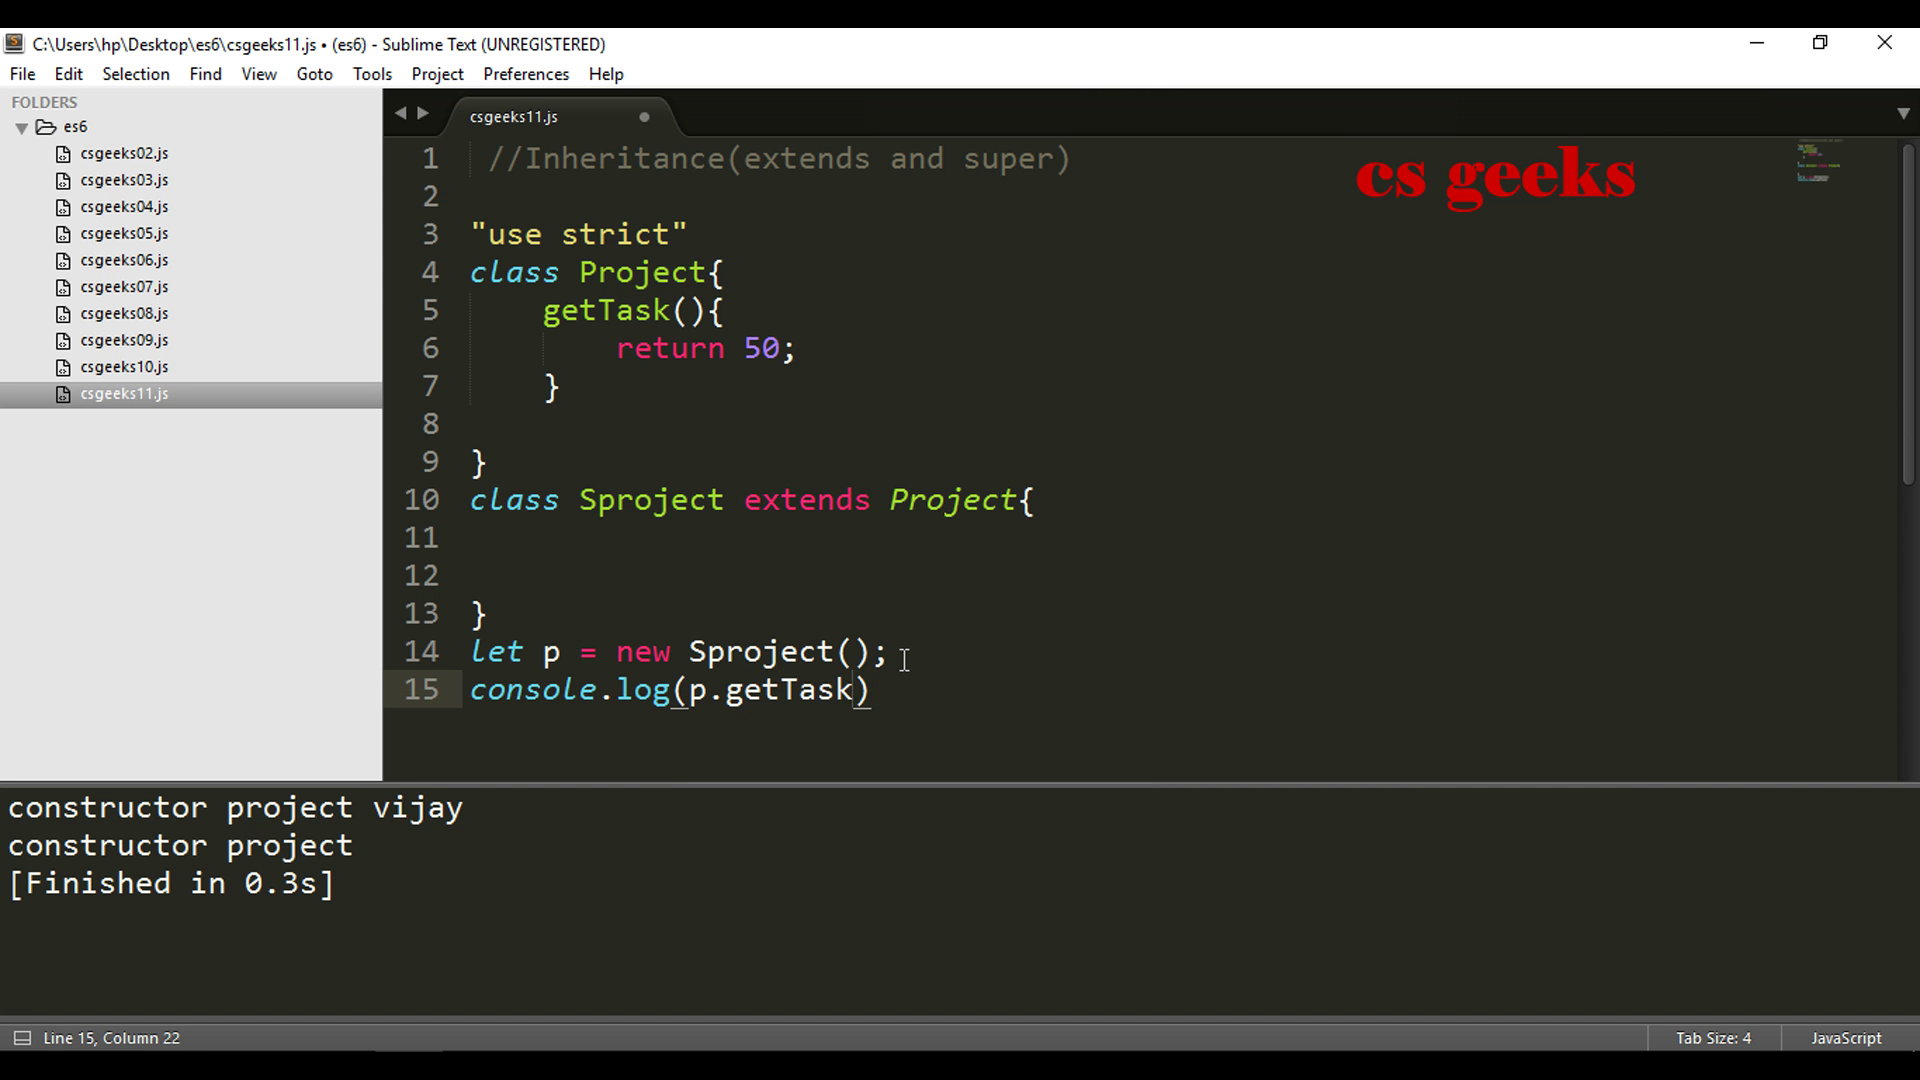 C:\Users\hp\Desktop\es6\csgeeks11.js • (es6) - Sublime Text (UNREGISTERED)
File Edit Selection Find View Goto Tools Project Preferences Help
FOLDERS
es6
csgeeks02.js
csgeeks03.js
csgeeks04.js
csgeeks05.js
csgeeks06.js
csgeeks07.js
csgeeks08.js
csgeeks09.js
csgeeks10.js
csgeeks11.js
csgeeks11.js
cs geeks
1 //Inheritance(extends and super)
2
3 "use strict"
4 class Project{
5 getTask(){
6 return 50;
7 }
8
9 }
10 class Sproject extends Project{
11
12
13 }
14 let p = new Sproject();
15 console.log(p.getTask)
constructor project vijay
constructor project
[Finished in 0.3s]
Line 15, Column 22
Tab Size: 4
JavaScript